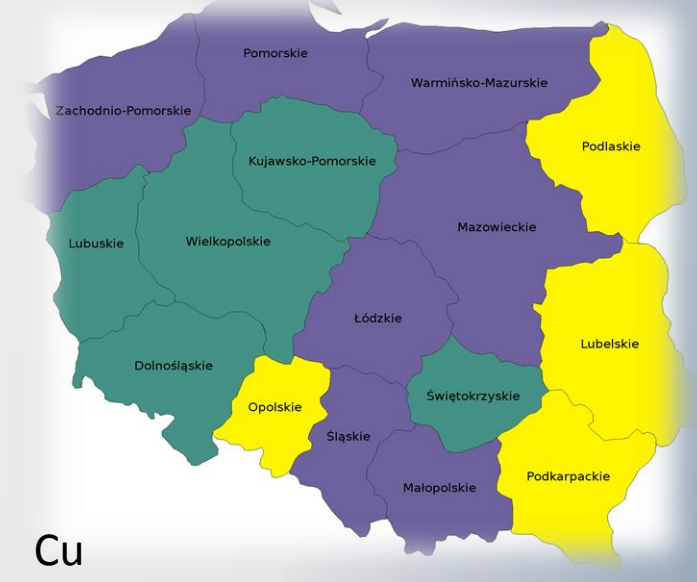 Pomorskie
Warmińsko-Mazurskie
Zachodnio-Pomorskie
Podlaskie
Kujawsko-Pomorskie
Mazowieckie
Lubuskie
Wielkopolskie
Łódzkie
Lubelskie
Dolnośląskie
Świętokrzyskie
Opolskie
Śląskie
Podkarpackie
Małopolskie
Cu